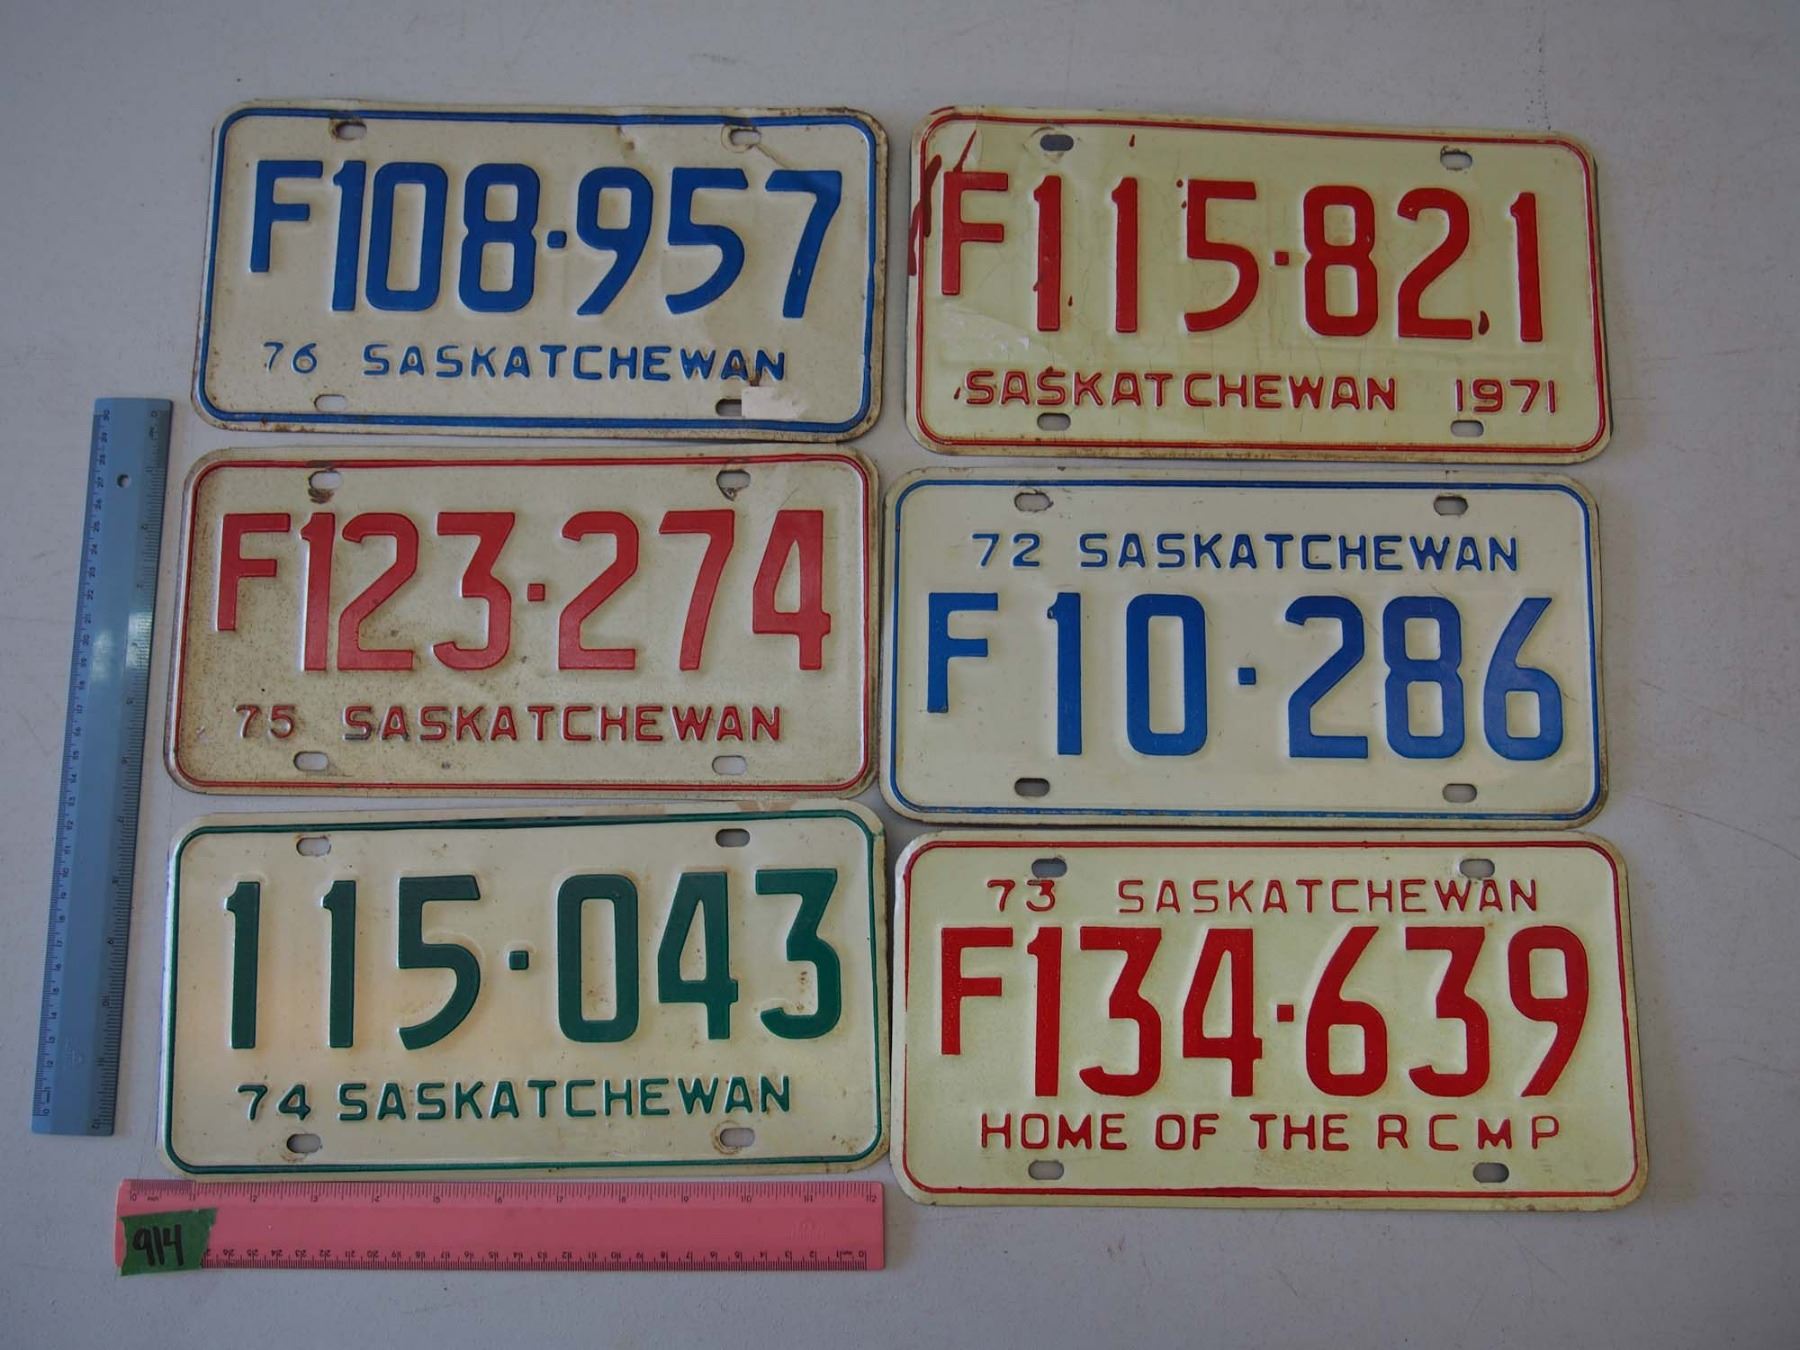 F108·957
76 SASKATCHEWAN
F115·821
SASKATCHEWAN 1971
F123·274
75 SASKATCHEWAN
72 SASKATCHEWAN
F10·286
115·043
74 SASKATCHEWAN
73 SASKATCHEWAN
F134·639
HOME OF THE RCMP
914